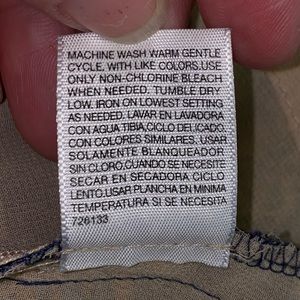 MACHINE WASH WARM GENTLE
CYCLE, WITH LIKE COLORS.USE
ONLY NON-CHLORINE BLEACH
WHEN NEEDED. TUMBLE DRY
LOW. IRON ON LOWEST SETTING
AS NEEDED. LAVAR EN LAVADORA
CON AGUA TIBIA,CICLO DELICADO,
CON COLORES SIMILARES. USAR
SOLAMENTE BLANQUEADOR
SIN CLORO,CUANDO SE NECESITE
SECAR EN SECADORA CICLO
LENTO.USAR PLANCHA EN MINIMA
TEMPERATURA SI SE NECESITA
726133